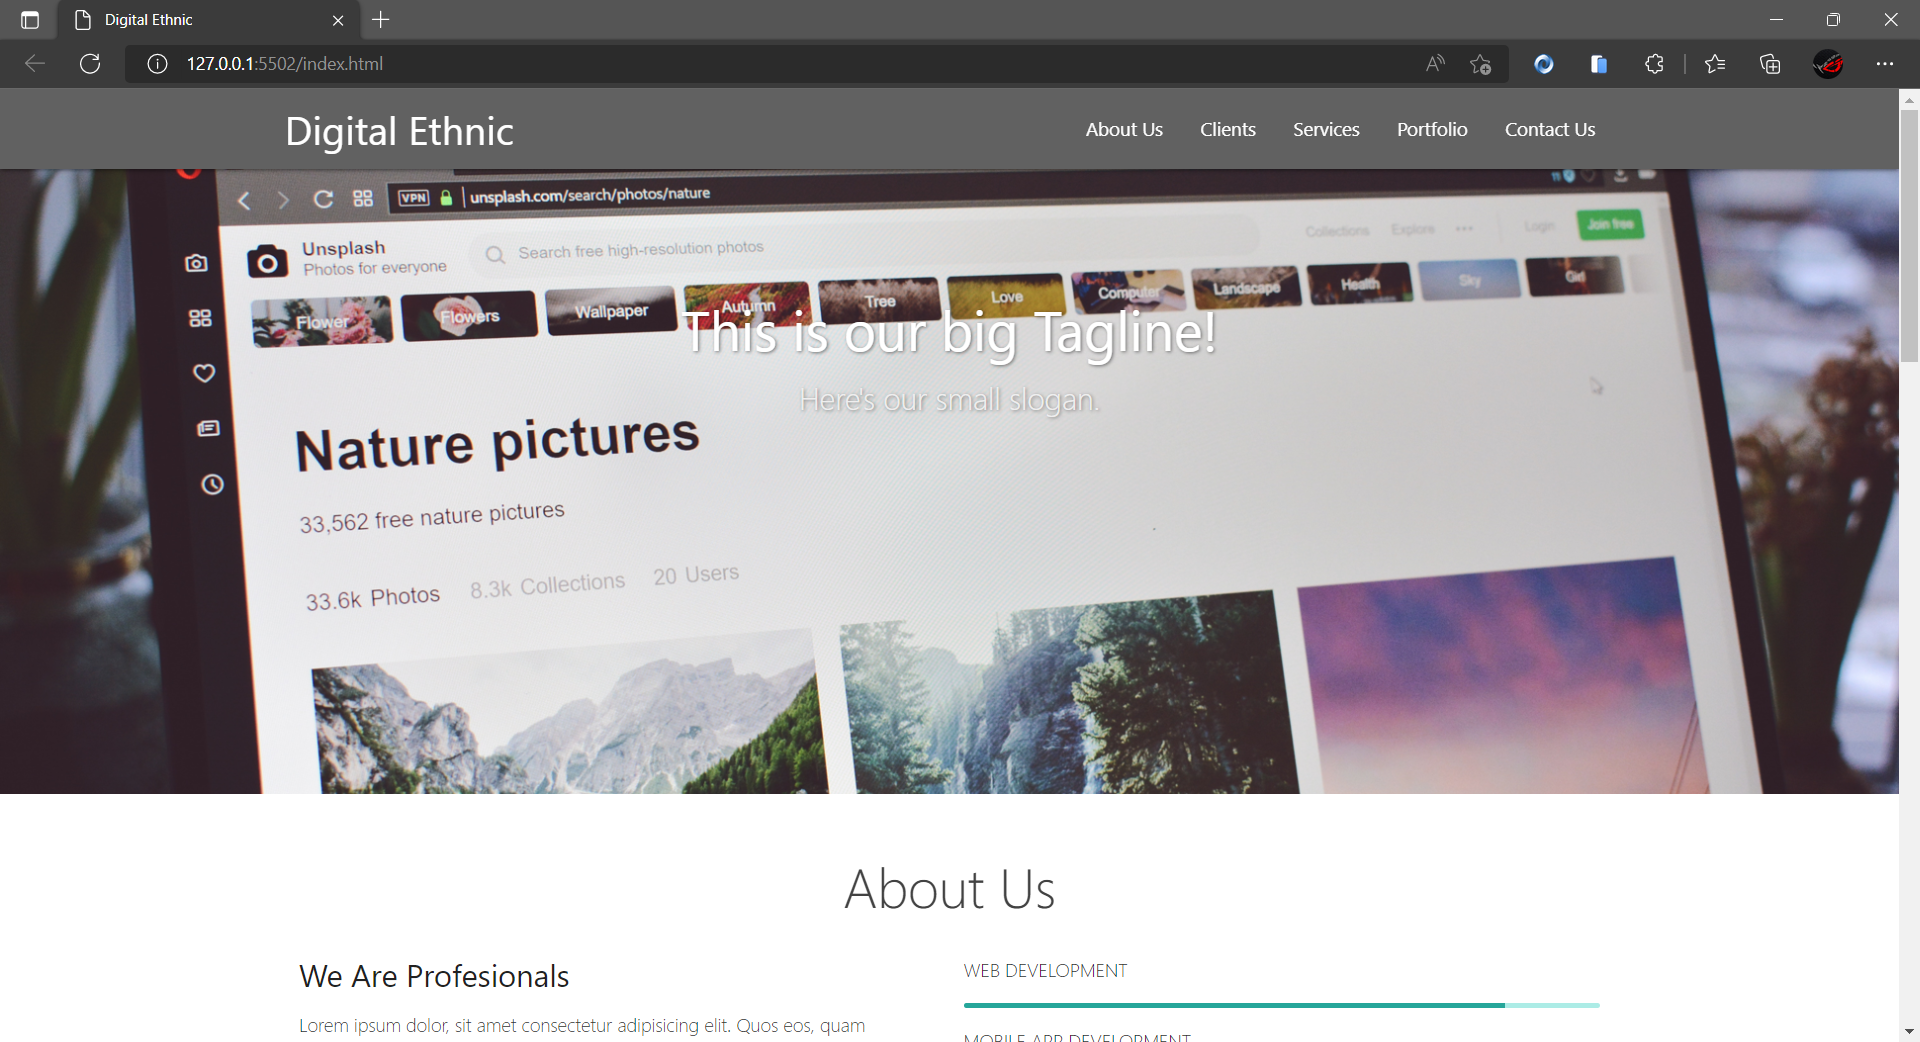 Digital Ethnic
127.0.0.1:5502/index.html
Digital Ethnic
About Us Clients Services Portfolio Contact Us
VPN unsplash.com/search/photos/nature
Unsplash
Photos for everyone
Search free high-resolution photos
Collections Explore Login Join free
Flower Flowers Wallpaper Autumn Tree Love Computer Landscape Health Sky Girl
This is our big Tagline!
Here's our small slogan.
Nature pictures
33,562 free nature pictures
33.6k Photos 8.3k Collections 20 Users
About Us
We Are Profesionals
Lorem ipsum dolor, sit amet consectetur adipisicing elit. Quos eos, quam
WEB DEVELOPMENT
MOBILE APP DEVELOPMENT